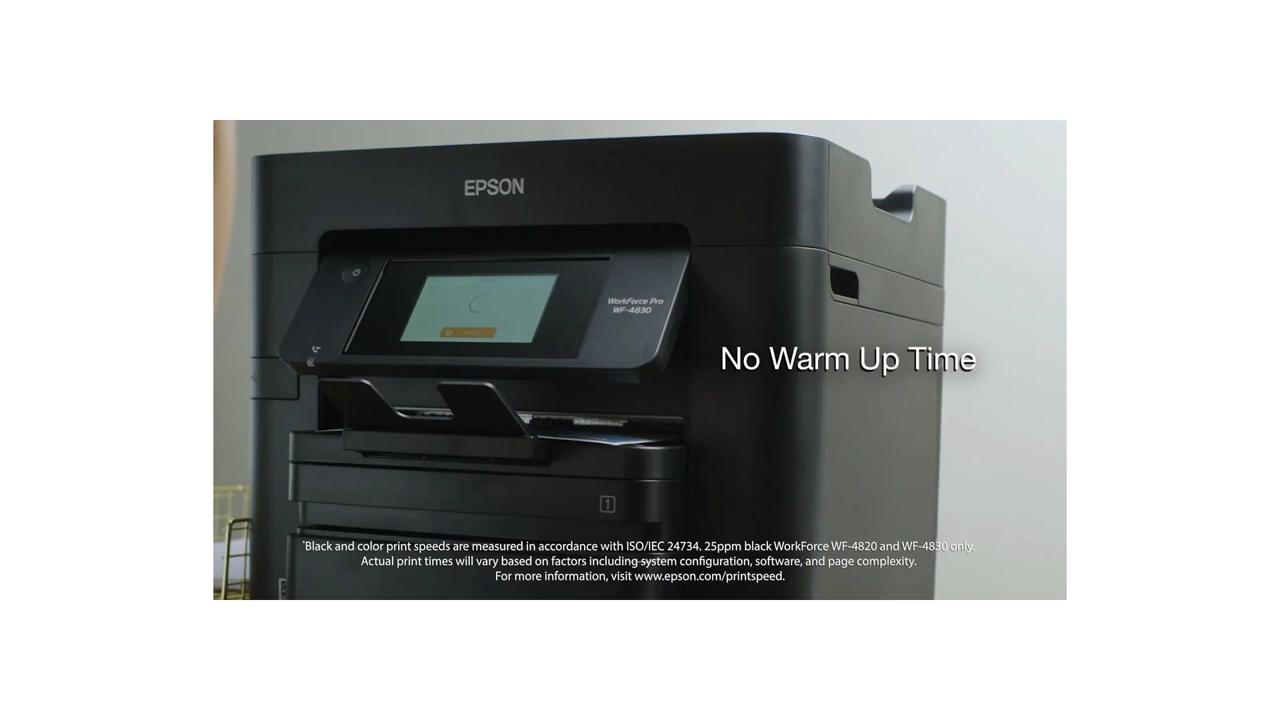 EPSON
WorkForce Pro
WF-4830
No Warm Up Time
1
*Black and color print speeds are measured in accordance with ISO/IEC 24734. 25ppm black WorkForce WF-4820 and WF-4830 only.
Actual print times will vary based on factors including system configuration, software, and page complexity.
For more information, visit www.epson.com/printspeed.